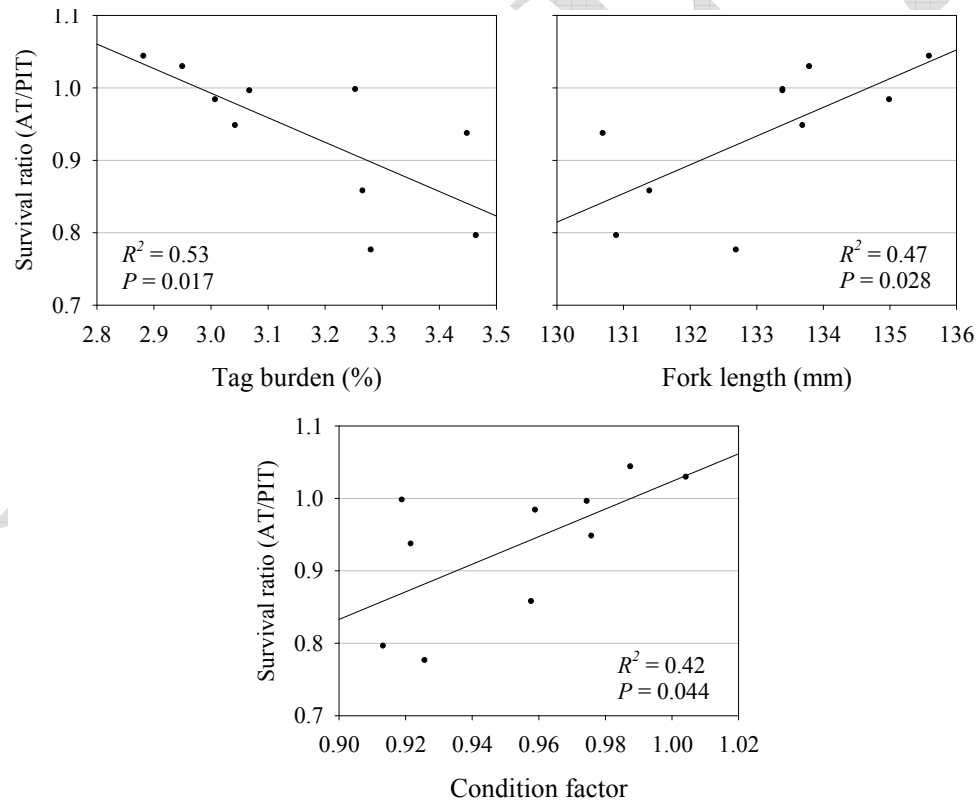 1.1
1.0
0.9
0.8
0.7
Survival ratio (AT/PIT)
R² = 0.53
P = 0.017
2.8 2.9 3.0 3.1 3.2 3.3 3.4 3.5
Tag burden (%)
R² = 0.47
P = 0.028
130 131 132 133 134 135 136
Fork length (mm)
1.1
1.0
0.9
0.8
0.7
Survival ratio (AT/PIT)
R² = 0.42
P = 0.044
0.90 0.92 0.94 0.96 0.98 1.00 1.02
Condition factor